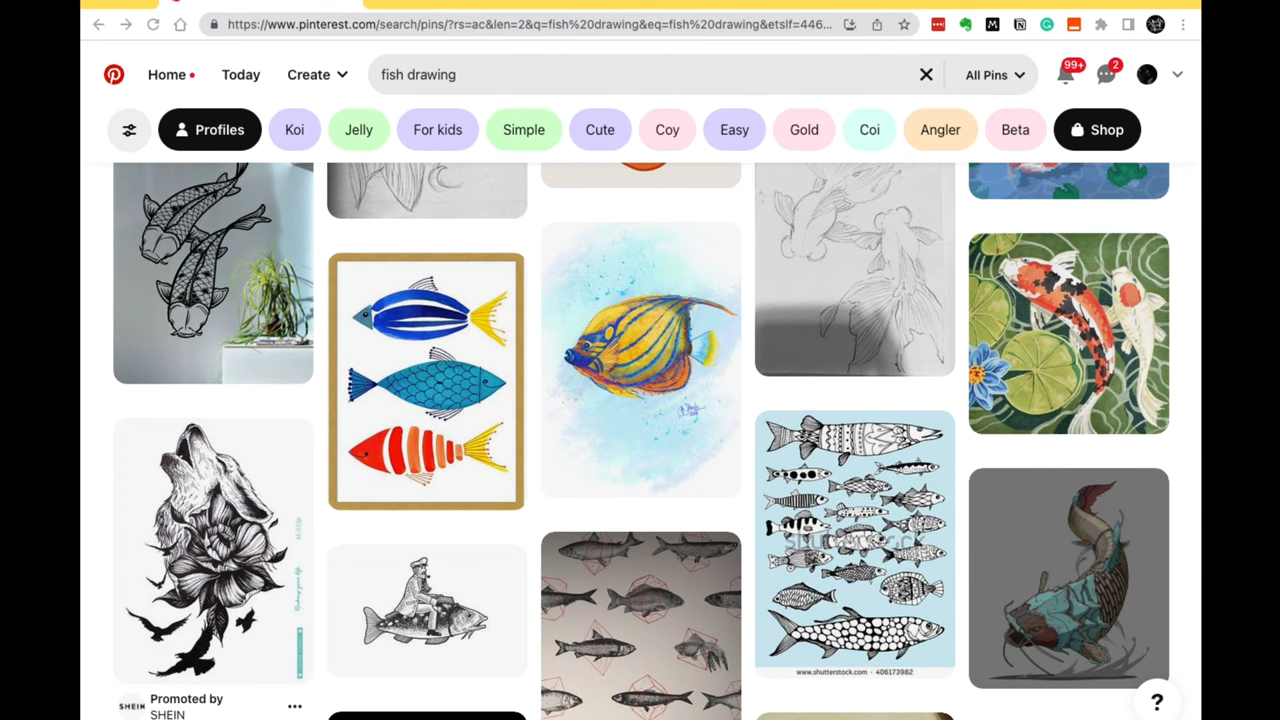 https://www.pinterest.com/search/pins/?rs=ac&len=2&q=fish%20drawing&eq=fish%20drawing&etslf=446...
Home
Today
Create
fish drawing
All Pins
99+
2
Profiles
Koi
Jelly
For kids
Simple
Cute
Coy
Easy
Gold
Coi
Angler
Beta
Shop
www.shutterstock.com · 406173982
SHEIN
Promoted by
SHEIN
?